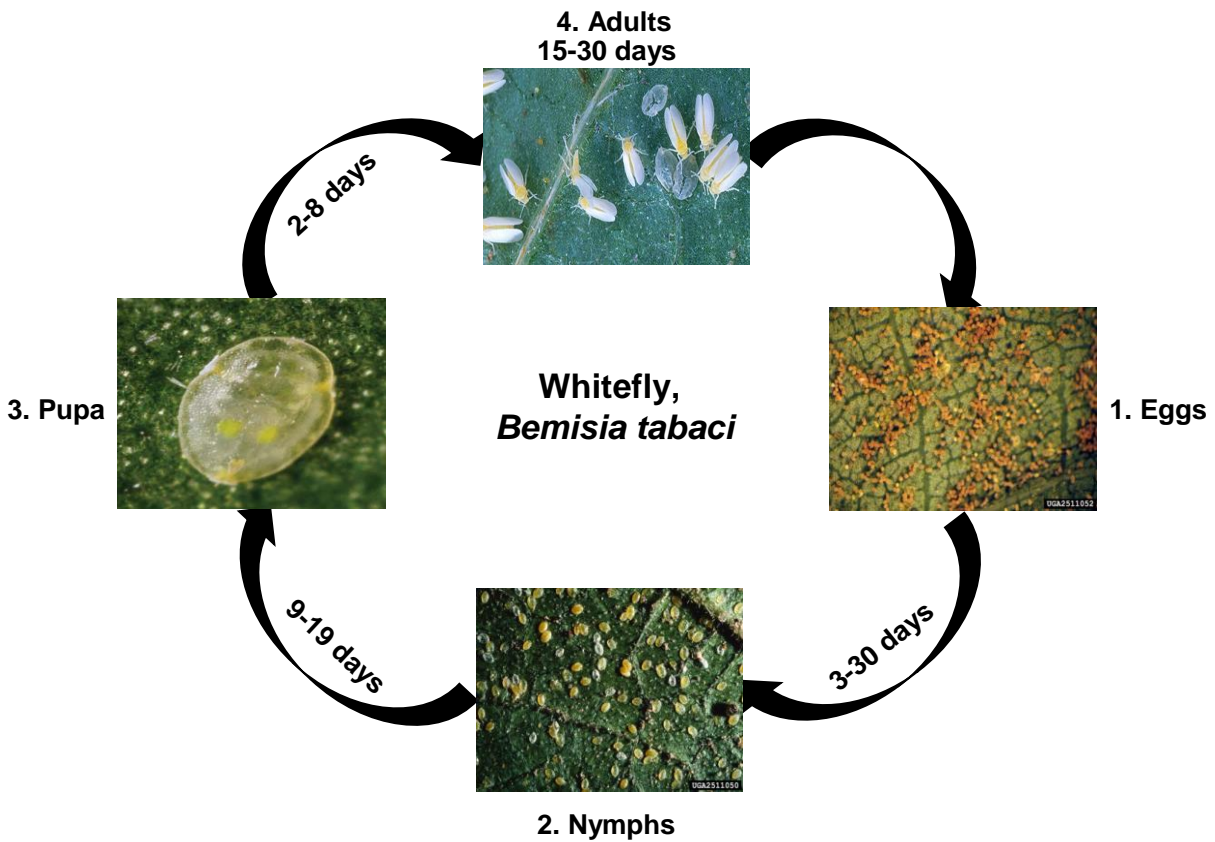 4. Adults
15-30 days
2-8 days
3. Pupa
Whitefly,
Bemisia tabaci
1. Eggs
UGA2511052
9-19 days
3-30 days
UGA2511050
2. Nymphs